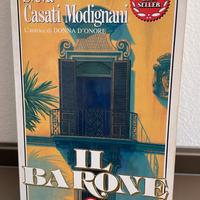 Casati Modignani
L'autrice di DONNA D'ONORE
SELLER
IL
BARONE